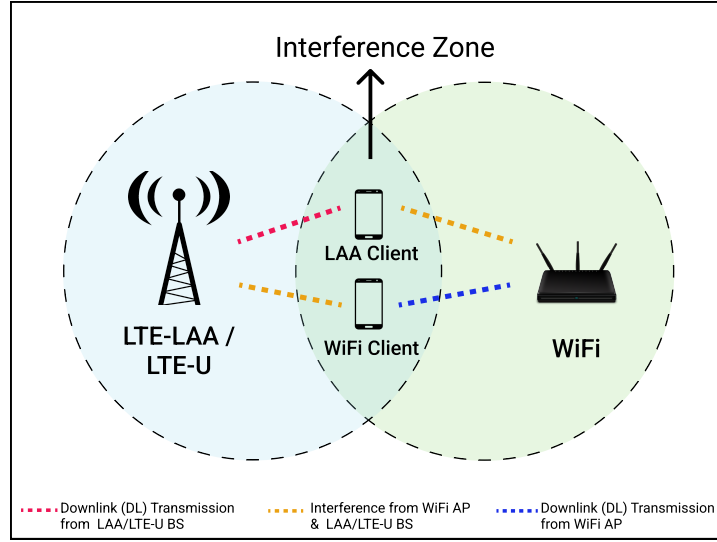 Interference Zone
LAA Client
WiFi Client
LTE-LAA /
LTE-U
WiFi
Downlink (DL) Transmission
from LAA/LTE-U BS
Interference from WiFi AP
& LAA/LTE-U BS
Downlink (DL) Transmission
from WiFi AP